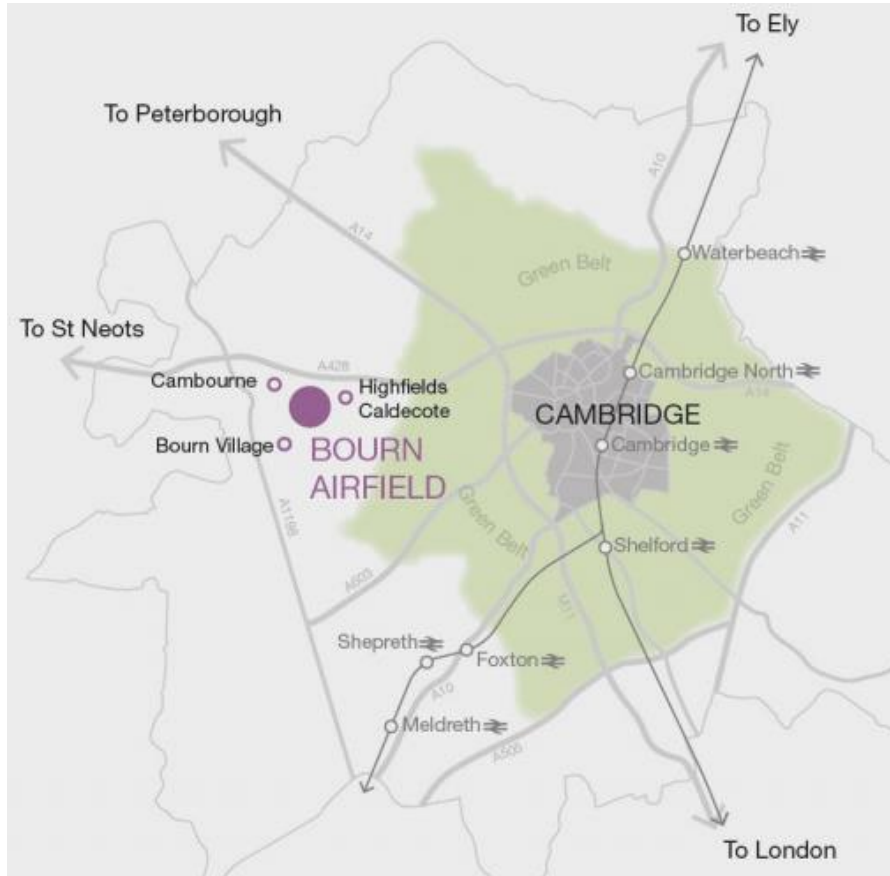 To Ely
To Peterborough
A10
A14
Green Belt
Waterbeach
To St Neots
A428
Cambourne
Highfields
Caldecote
Cambridge North
A14
CAMBRIDGE
Bourn Village
BOURN
AIRFIELD
Cambridge
Green Belt
Green Belt
A1198
A11
Shelford
A603
M11
Shepreth
Foxton
A10
Meldreth
A505
To London